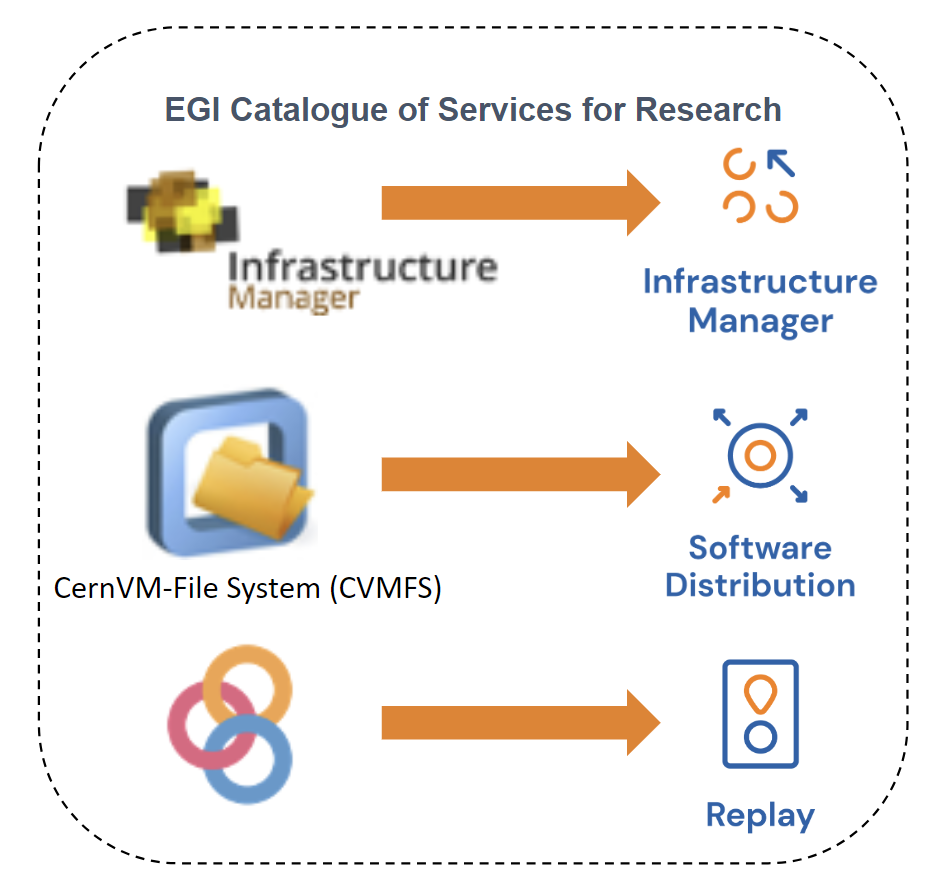 EGI Catalogue of Services for Research
Infrastructure
Manager
Infrastructure
Manager
CernVM-File System (CVMFS)
Software
Distribution
Replay